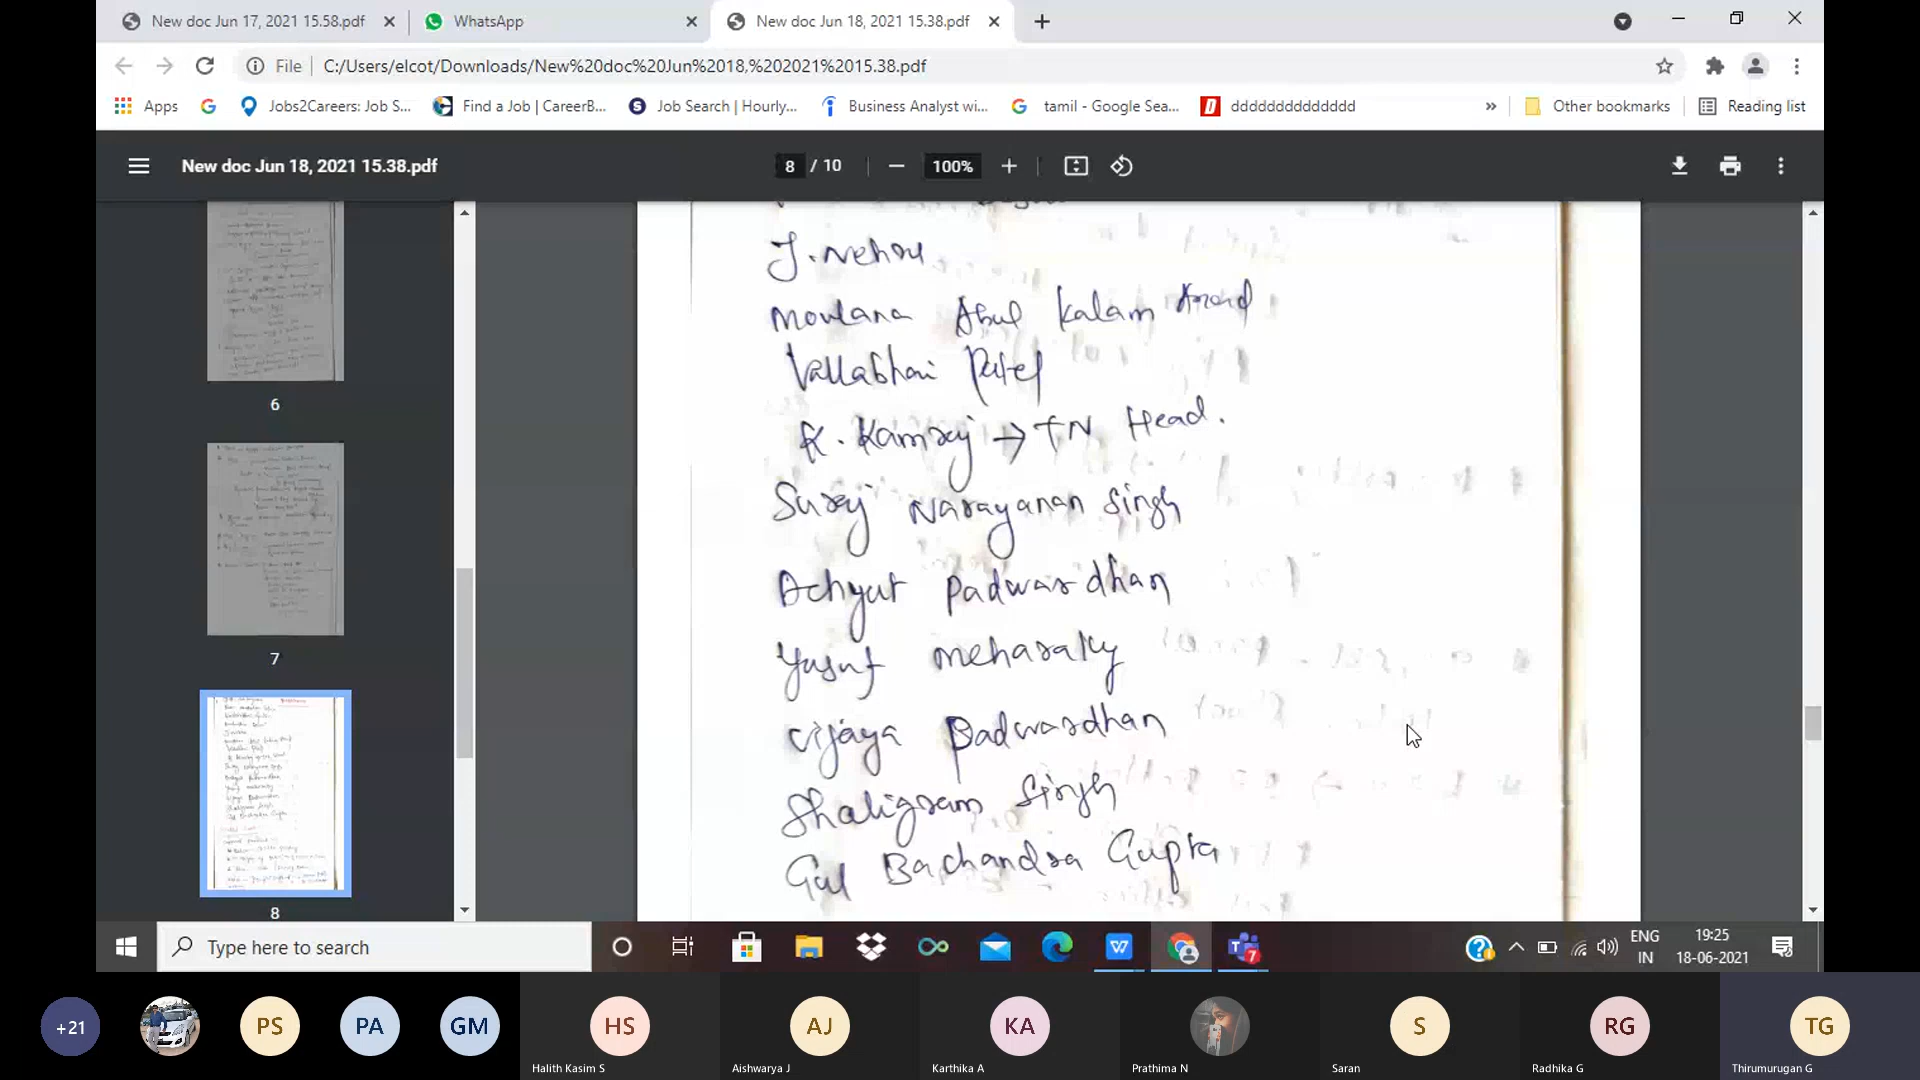 New doc Jun 17, 2021 15.58.pdf
WhatsApp
New doc Jun 18, 2021 15.38.pdf
File
C:/Users/elcot/Downloads/New%20doc%20Jun%2018,%202021%2015.38.pdf
Apps
Jobs2Careers: Job S...
Find a Job | CareerB...
Job Search | Hourly,...
Business Analyst wi...
tamil - Google Sea...
dddddddddddddd
»
Other bookmarks
Reading list
New doc Jun 18, 2021 15.38.pdf
8 / 10
100%
6
7
8
J. Nehru
Moulana Abul Kalam Azad
Vallabhai Patel
K. Kamraj → TN Head.
Suraj Narayanan Singh
Achyut Padwardhan
Yusuf Meharally
Vijaya Padwardhan
Shaligram Singh
Gul Bachandra Gupta
Type here to search
ENG
IN
19:25
18-06-2021
7
+21
PS
PA
GM
HS
Halith Kasim S
AJ
Aishwarya J
KA
Karthika A
Prathima N
S
Saran
RG
Radhika G
TG
Thirumurugan G